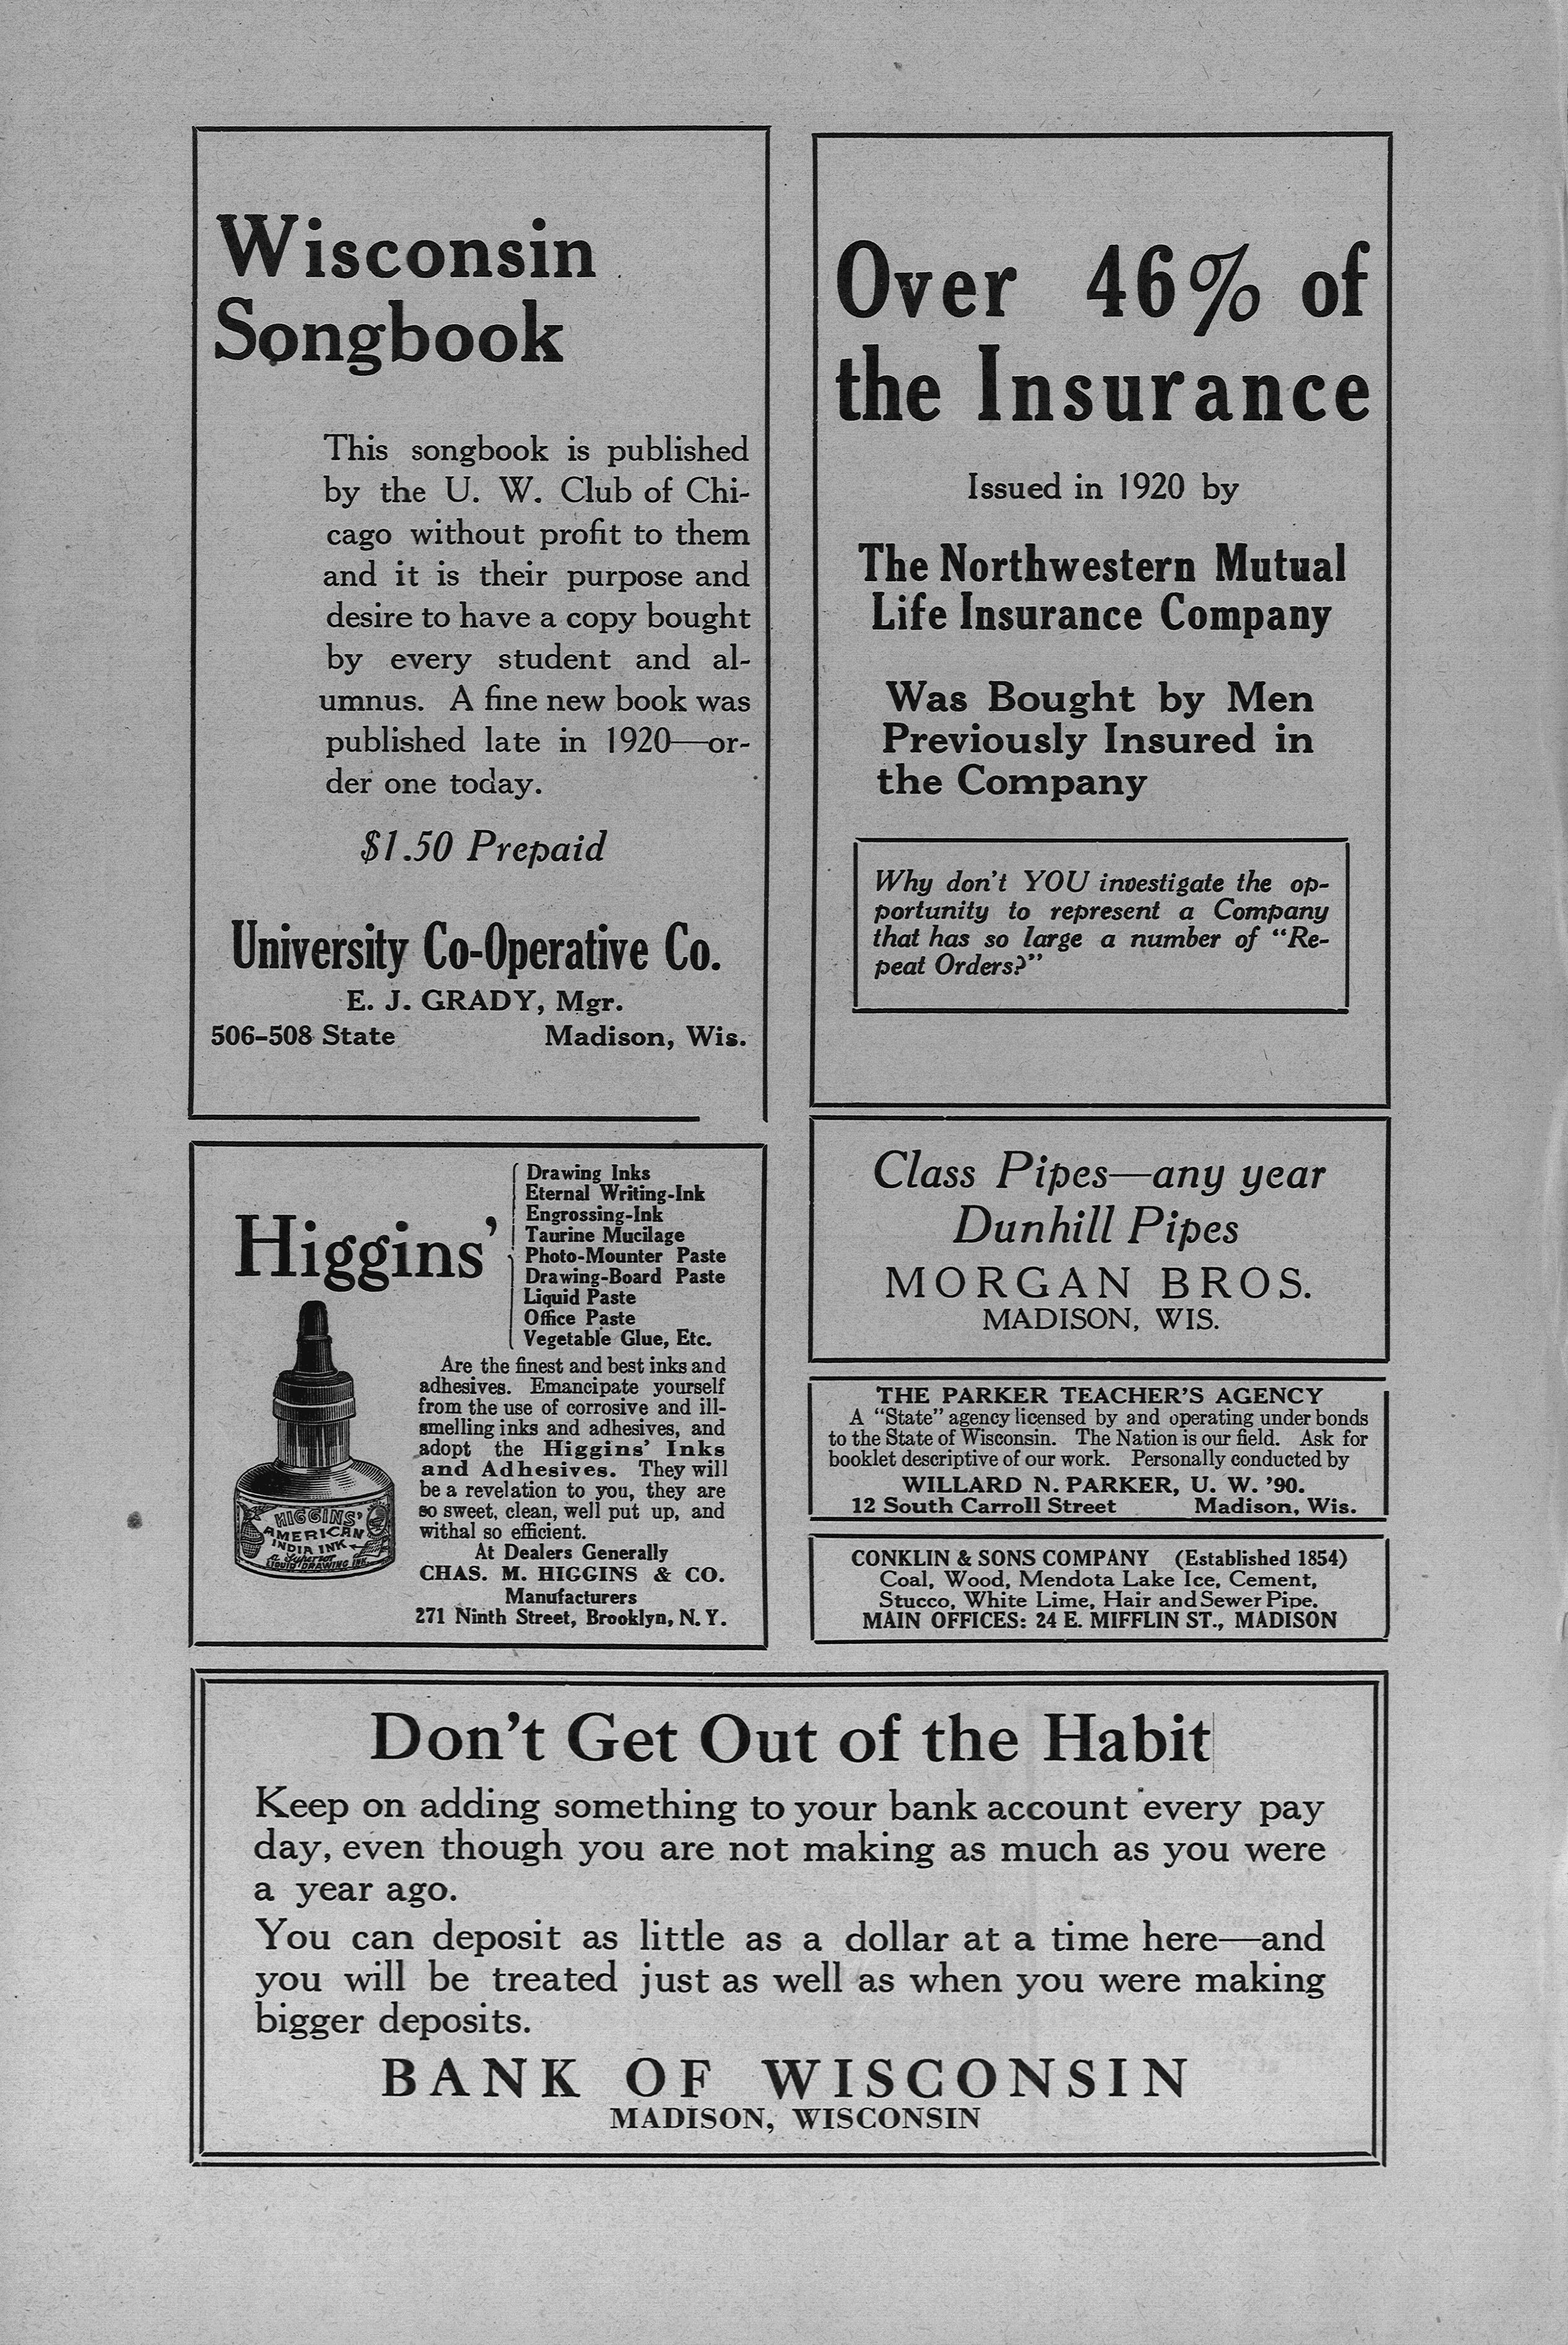 Wisconsin
Songbook
This songbook is published
by the U. W. Club of Chi-
cago without profit to them
and it is their purpose and
desire to have a copy bought
by every student and al-
umnus. A fine new book was
published late in 1920—or-
der one today.
$1.50 Prepaid
University Co-Operative Co.
E. J. GRADY, Mgr.
506-508 State Madison, Wis.
Over 46% of
the Insurance
Issued in 1920 by
The Northwestern Mutual
Life Insurance Company
Was Bought by Men
Previously Insured in
the Company
Why don't YOU investigate the op-
portunity to represent a Company
that has so large a number of "Re-
peat Orders?"
Higgins'
Drawing Inks
Eternal Writing-Ink
Engrossing-Ink
Taurine Mucilage
Photo-Mounter Paste
Drawing-Board Paste
Liquid Paste
Office Paste
Vegetable Glue, Etc.
Are the finest and best inks and
adhesives. Emancipate yourself
from the use of corrosive and ill-
smelling inks and adhesives, and
adopt the Higgins' Inks
and Adhesives. They will
be a revelation to you, they are
so sweet, clean, well put up, and
withal so efficient.
At Dealers Generally
CHAS. M. HIGGINS & CO.
Manufacturers
271 Ninth Street, Brooklyn, N. Y.
HIGGINS'
AMERICAN
INDIA INK
a Superior
LIQUID DRAWING INK
Class Pipes—any year
Dunhill Pipes
MORGAN BROS.
MADISON, WIS.
THE PARKER TEACHER'S AGENCY
A "State" agency licensed by and operating under bonds
to the State of Wisconsin. The Nation is our field. Ask for
booklet descriptive of our work. Personally conducted by
WILLARD N. PARKER, U. W. '90.
12 South Carroll Street Madison, Wis.
CONKLIN & SONS COMPANY (Established 1854)
Coal, Wood, Mendota Lake Ice, Cement,
Stucco, White Lime, Hair and Sewer Pipe.
MAIN OFFICES: 24 E. MIFFLIN ST., MADISON
Don't Get Out of the Habit
Keep on adding something to your bank account every pay
day, even though you are not making as much as you were
a year ago.
You can deposit as little as a dollar at a time here—and
you will be treated just as well as when you were making
bigger deposits.
BANK OF WISCONSIN
MADISON, WISCONSIN